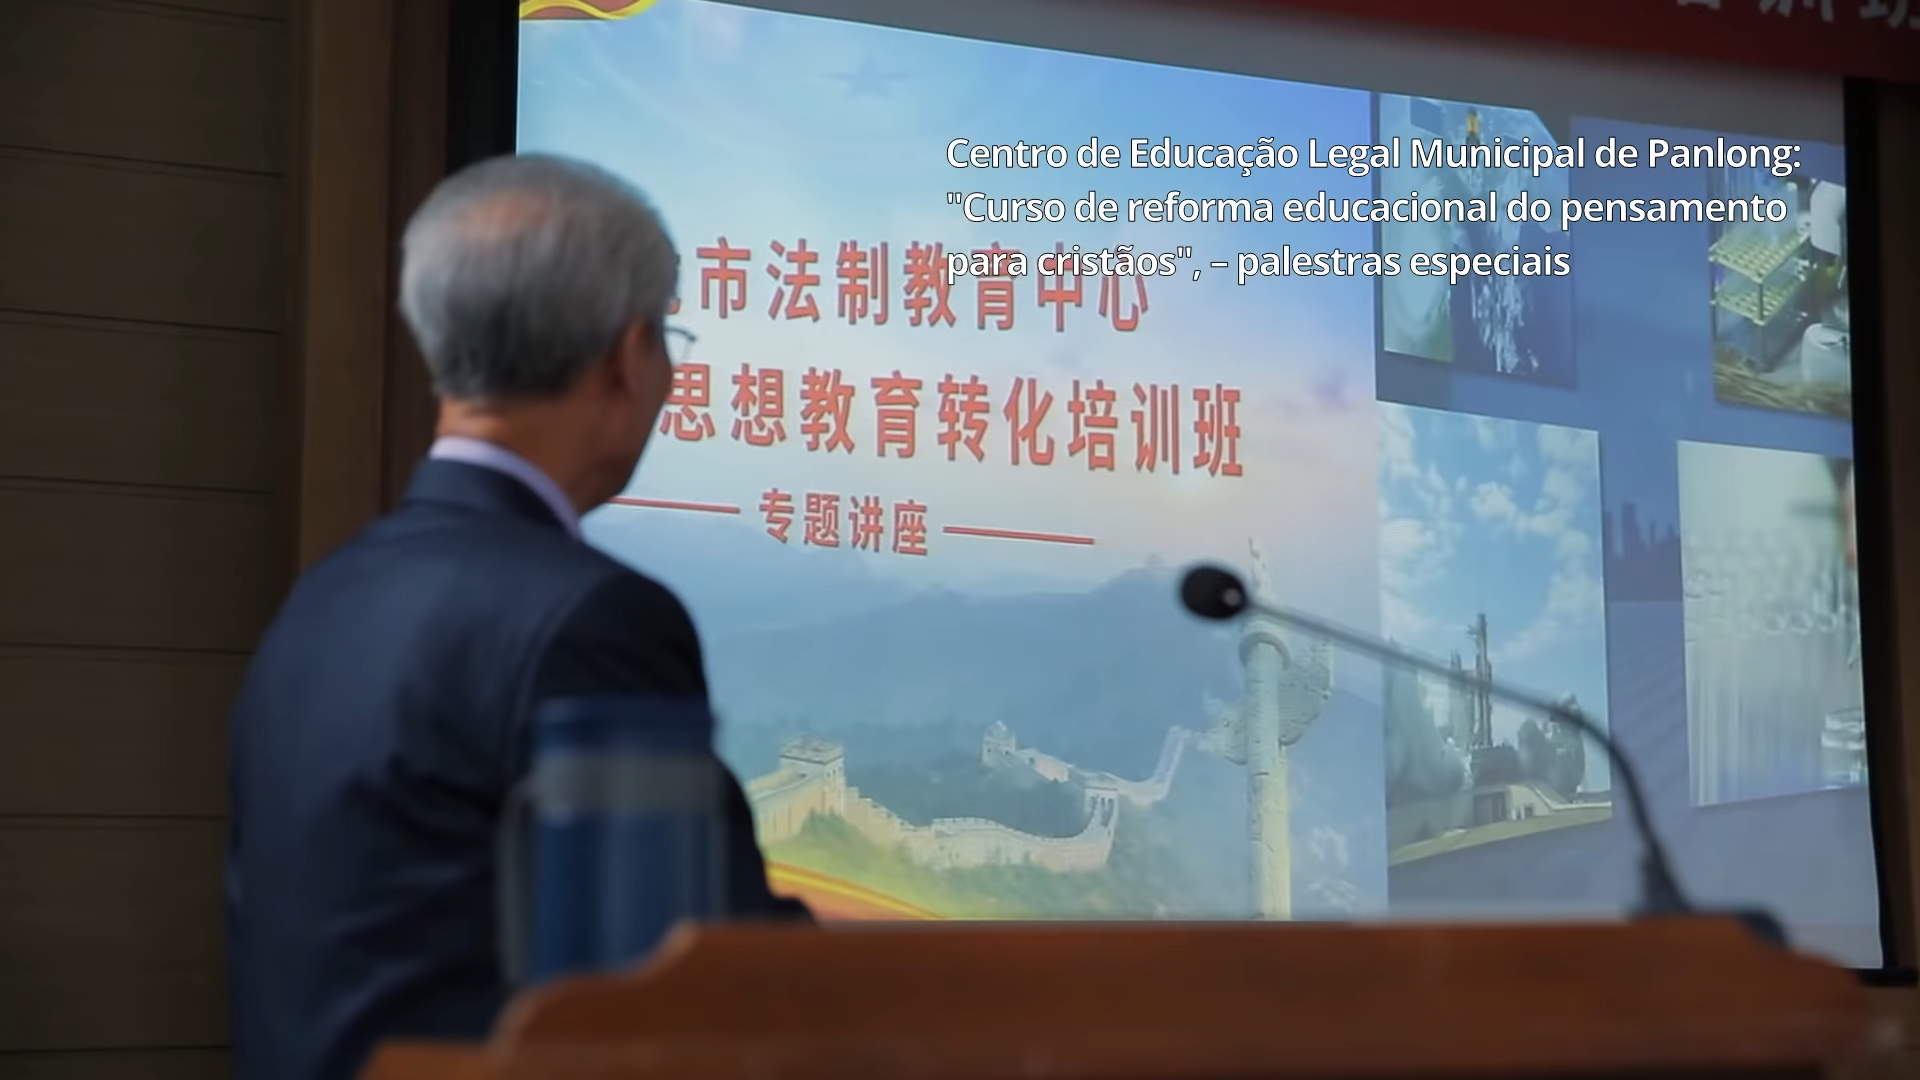 Centro de Educação Legal Municipal de Panlong:
"Curso de reforma educacional do pensamento
para cristãos", – palestras especiais
市法制教育中心
思想教育转化培训班
专题讲座